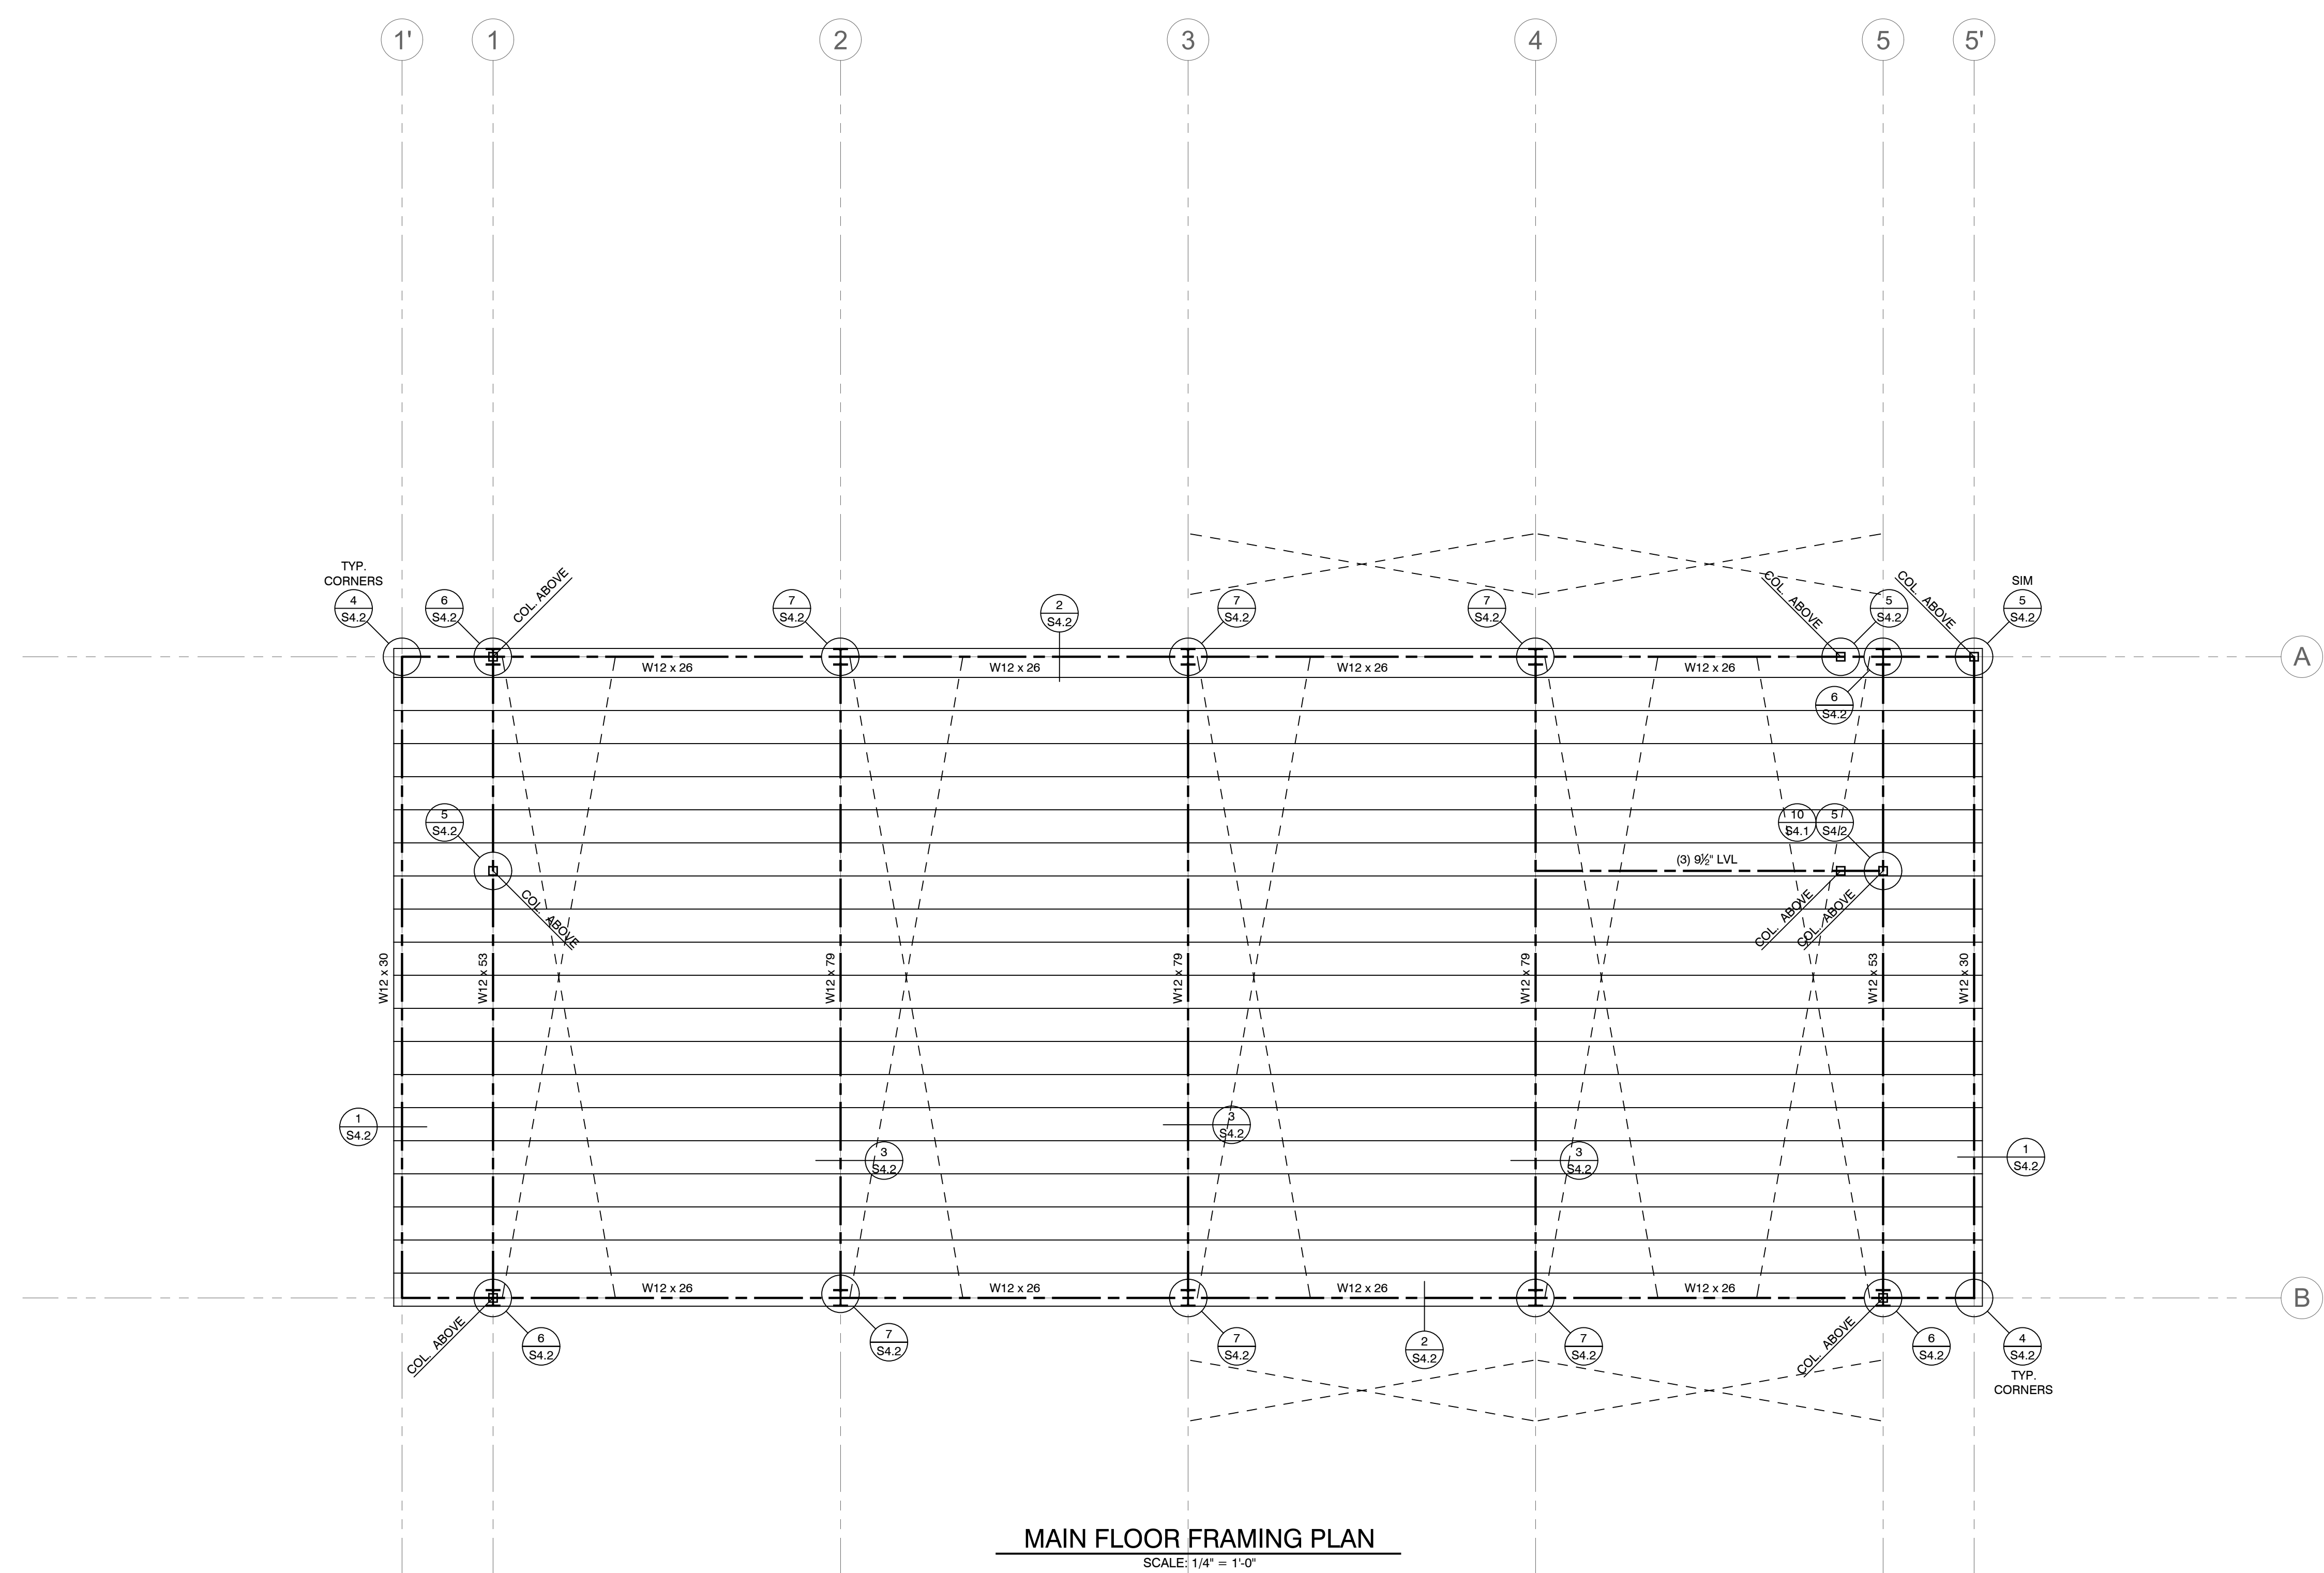 1' 1 2 3 4 5 5'
TYP.
CORNERS
4
S4.2
6
S4.2
COL. ABOVE
7
S4.2
2
S4.2
7
S4.2
7
S4.2
COL. ABOVE
5
S4.2
COL. ABOVE
SIM
5
S4.2
A
W12 x 26 W12 x 26 W12 x 26 W12 x 26
6
S4.2
5
S4.2
COL. ABOVE
10
S4.1
5
S4.2
(3) 9½" LVL
COL. ABOVE
COL. ABOVE
W12 x 30
W12 x 53
W12 x 79
W12 x 79
W12 x 79
W12 x 53
W12 x 30
1
S4.2
3
S4.2
3
S4.2
3
S4.2
1
S4.2
W12 x 26 W12 x 26 W12 x 26 W12 x 26
B
COL. ABOVE
6
S4.2
7
S4.2
7
S4.2
2
S4.2
7
S4.2
COL. ABOVE
6
S4.2
4
S4.2
TYP.
CORNERS
MAIN FLOOR FRAMING PLAN
SCALE: 1/4" = 1'-0"